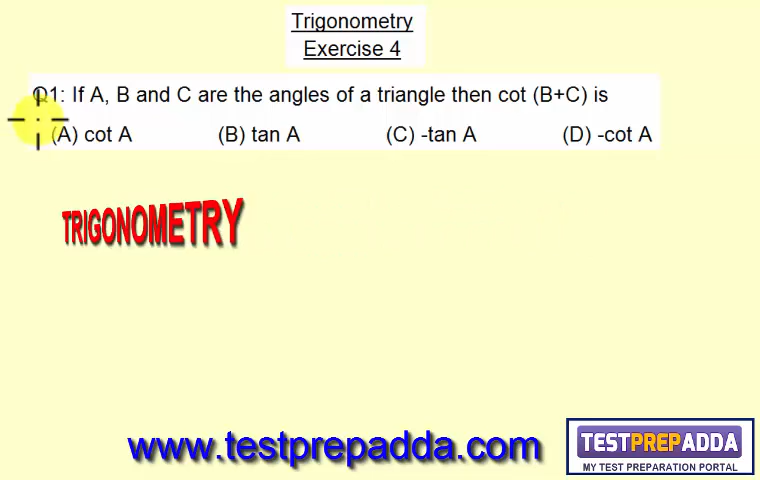 Trigonometry
Exercise 4
Q1: If A, B and C are the angles of a triangle then cot (B+C) is
(A) cot A (B) tan A (C) -tan A (D) -cot A
TRIGONOMETRY
www.testprepadda.com
TESTPREPADDA
MY TEST PREPARATION PORTAL